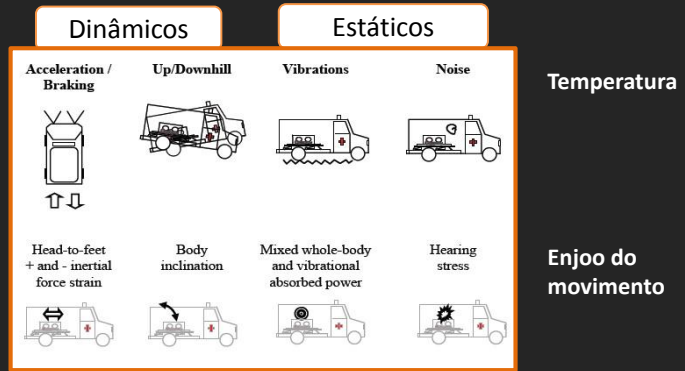 Dinâmicos
Estáticos
Acceleration /
Braking
Up/Downhill
Vibrations
Noise
Temperatura
Head-to-feet
+ and - inertial
force strain
Body
inclination
Mixed whole-body
and vibrational
absorbed power
Hearing
stress
Enjoo do
movimento